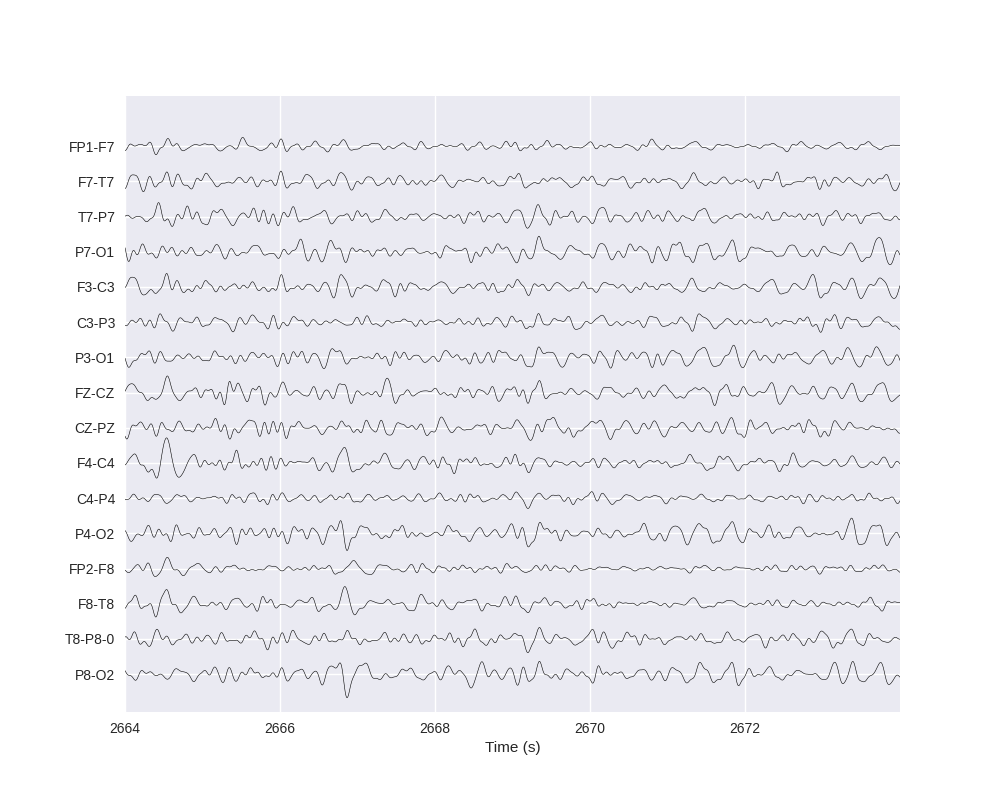 FP1-F7
F7-T7
T7-P7
P7-O1
F3-C3
C3-P3
P3-O1
FZ-CZ
CZ-PZ
F4-C4
C4-P4
P4-O2
FP2-F8
F8-T8
T8-P8-0
P8-O2
2664 2666 2668 2670 2672
Time (s)